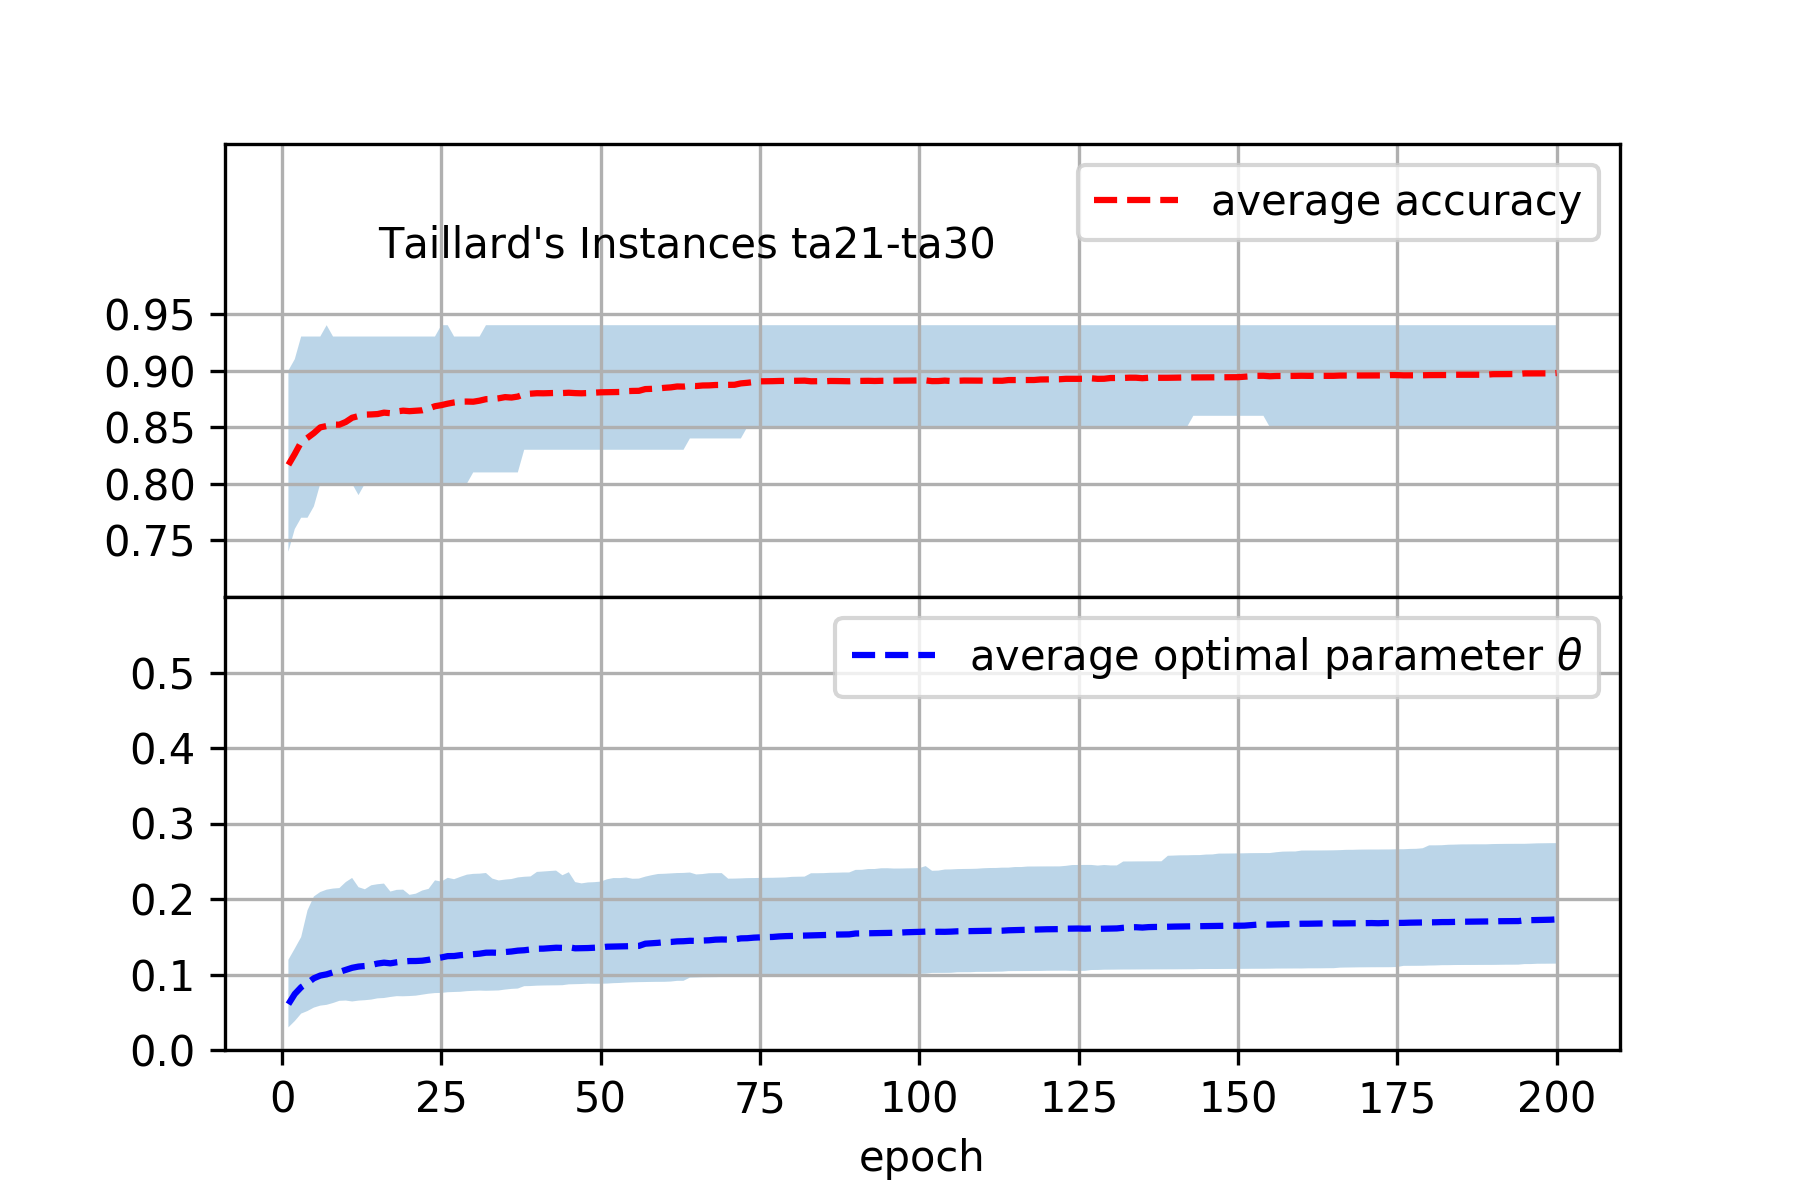 average accuracy
Taillard's Instances ta21-ta30
0.95
0.90
0.85
0.80
0.75
average optimal parameter θ
0.5
0.4
0.3
0.2
0.1
0.0
0 25 50 75 100 125 150 175 200
epoch